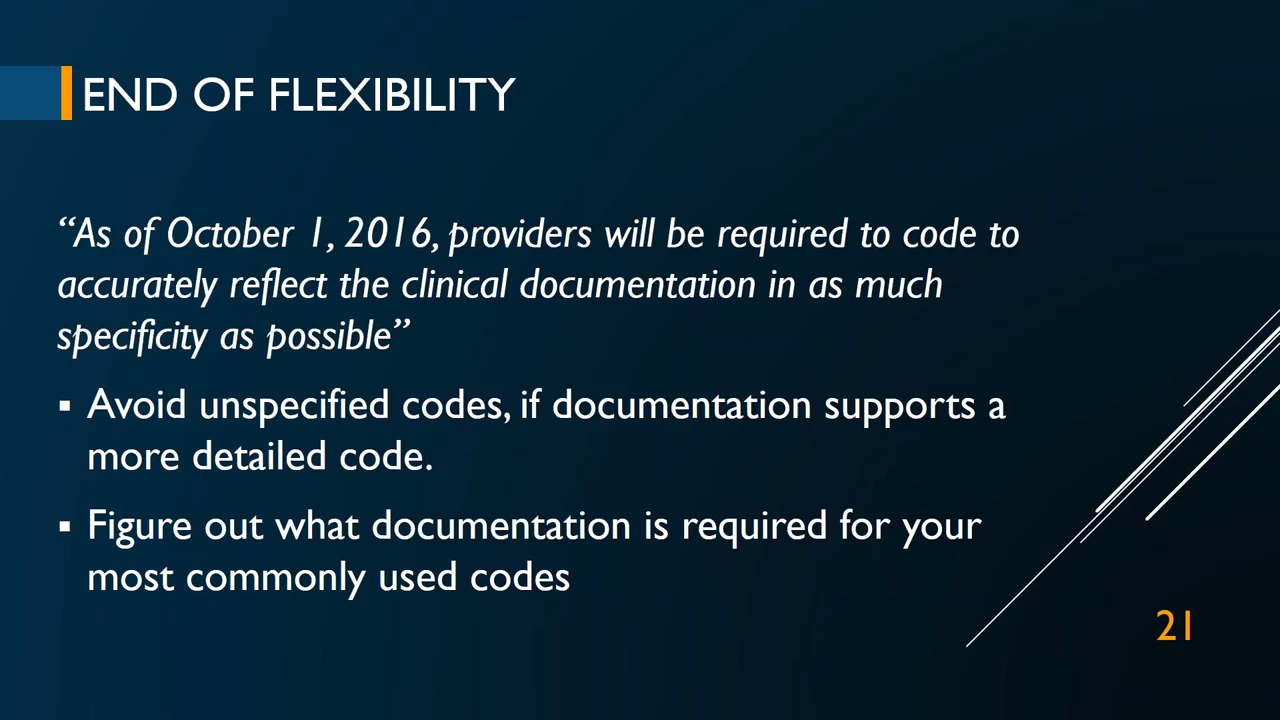 END OF FLEXIBILITY
“As of October 1, 2016, providers will be required to code to
accurately reflect the clinical documentation in as much
specificity as possible”
▪ Avoid unspecified codes, if documentation supports a
more detailed code.
▪ Figure out what documentation is required for your
most commonly used codes
21